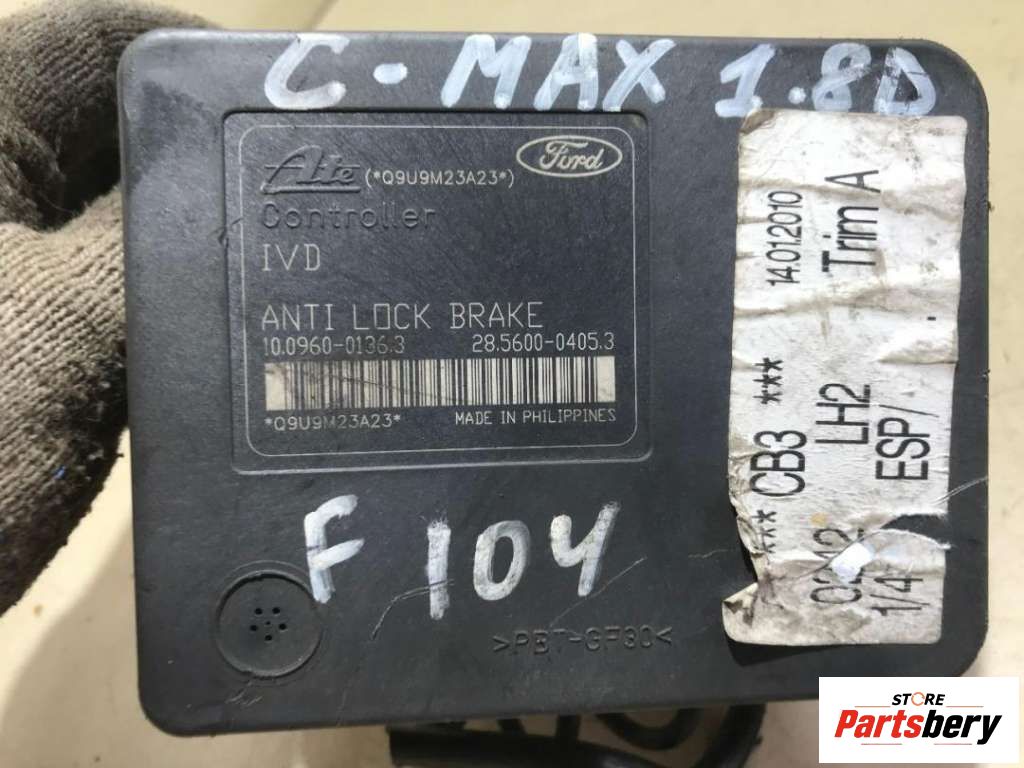 C-MAX 1.8D
Ate (*Q9U9M23A23*)
Ford
Controller
IVD
ANTI LOCK BRAKE
10.0960-0136.3 28.5600-0405.3
*Q9U9M23A23*
MADE IN PHILIPPINES
14.01.2010
Trim A
CB3 ***
LH2
ESP/
1/4
F 104
>PBT-GF30<
STORE
Partsbery